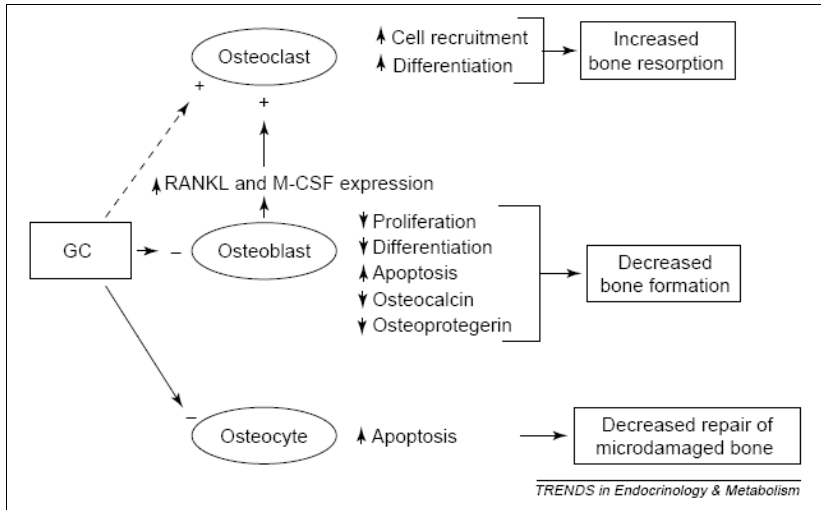 Osteoclast
Cell recruitment
Differentiation
Increased
bone resorption
+
+
RANKL and M-CSF expression
GC
–
Osteoblast
Proliferation
Differentiation
Apoptosis
Osteocalcin
Osteoprotegerin
Decreased
bone formation
–
Osteocyte
Apoptosis
Decreased repair of
microdamaged bone
TRENDS in Endocrinology & Metabolism